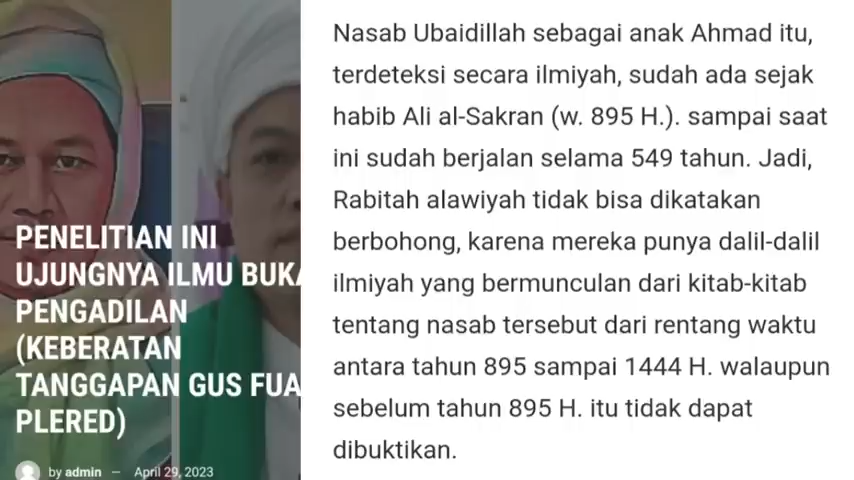 PENELITIAN INI
UJUNGNYA ILMU BUKA
PENGADILAN
(KEBERATAN
TANGGAPAN GUS FUA
PLERED)
by admin — April 29, 2023
Nasab Ubaidillah sebagai anak Ahmad itu,
terdeteksi secara ilmiyah, sudah ada sejak
habib Ali al-Sakran (w. 895 H.). sampai saat
ini sudah berjalan selama 549 tahun. Jadi,
Rabitah alawiyah tidak bisa dikatakan
berbohong, karena mereka punya dalil-dalil
ilmiyah yang bermunculan dari kitab-kitab
tentang nasab tersebut dari rentang waktu
antara tahun 895 sampai 1444 H. walaupun
sebelum tahun 895 H. itu tidak dapat
dibuktikan.